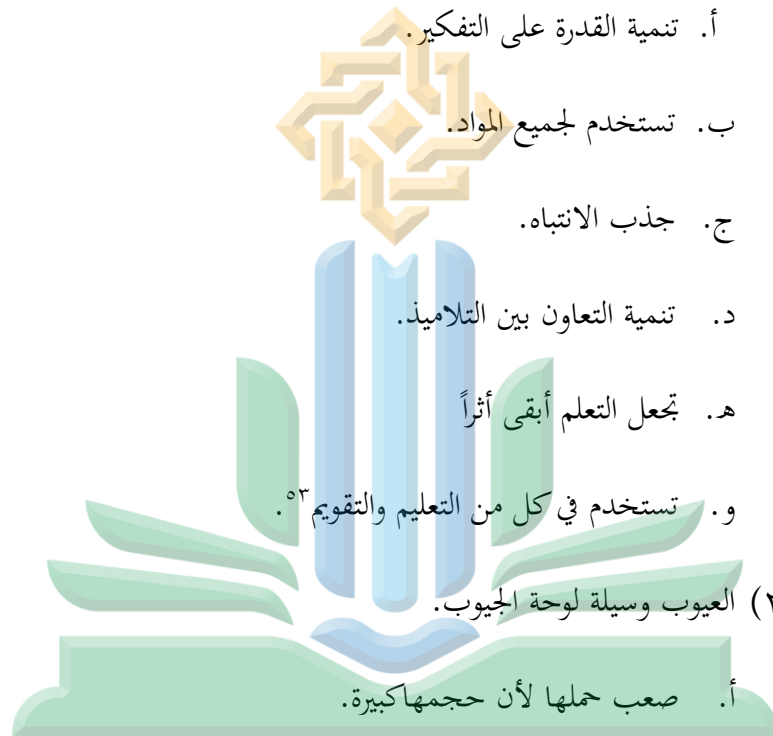 أ. تنمية القدرة على التفكير.
ب. تستخدم لجميع المواد.
ج. جذب الانتباه.
د. تنمية التعاون بين التلاميذ.
هـ. تجعل التعلم أبقى أثراً
و. تستخدم في كل من التعليم والتقويم٥٣.
٢) العيوب وسيلة لوحة الجيوب.
أ. صعب حملها لأن حجمهاكبيرة.